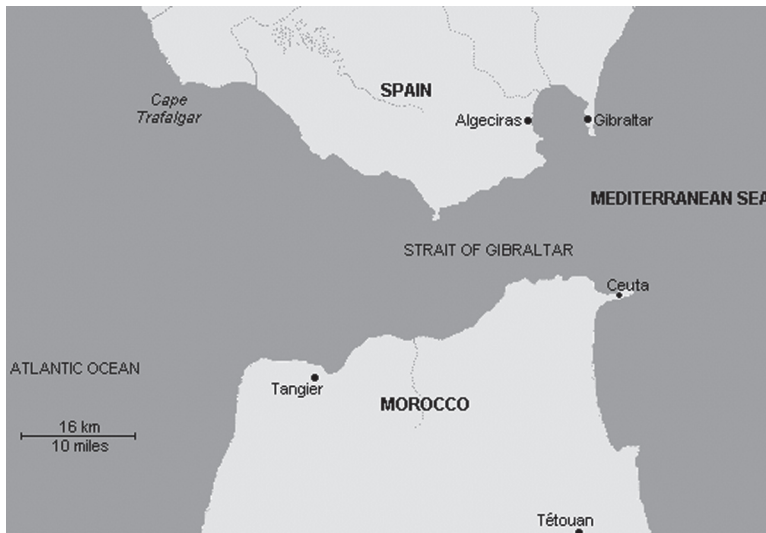 SPAIN
Cape
Trafalgar
Algeciras
Gibraltar
MEDITERRANEAN SEA
STRAIT OF GIBRALTAR
Ceuta
ATLANTIC OCEAN
Tangier
MOROCCO
16 km
10 miles
Tétouan